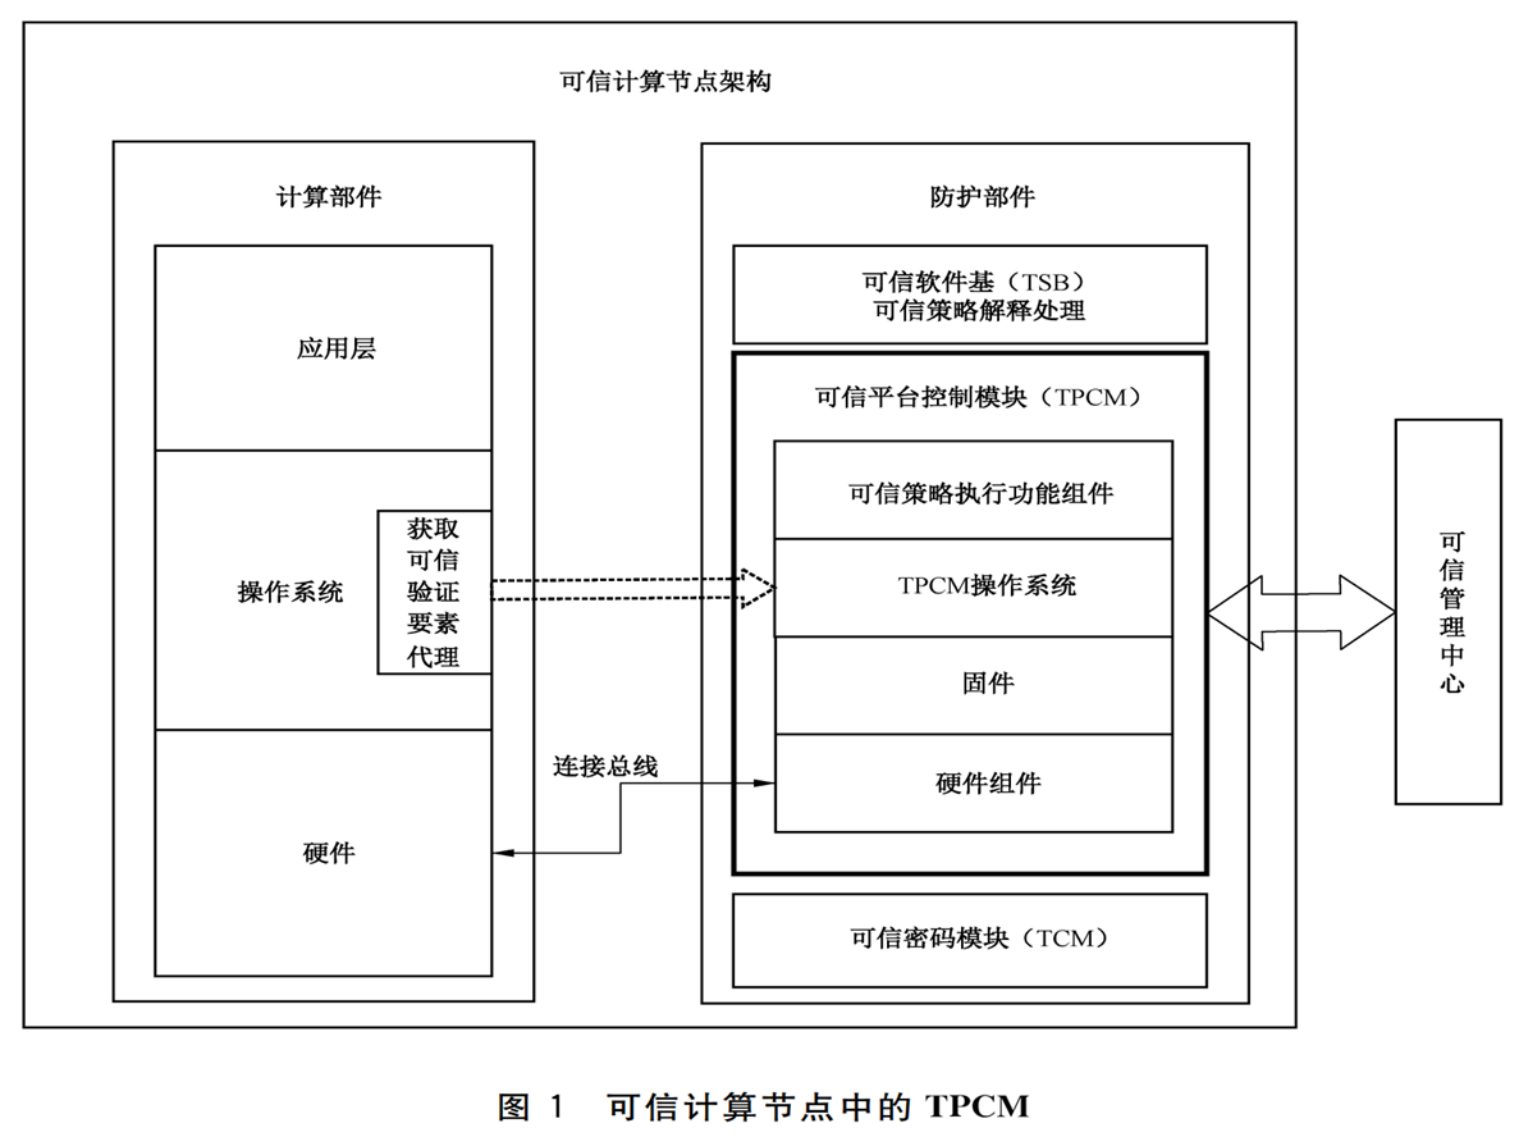 可信计算节点架构
计算部件
应用层
操作系统
获取
可信
验证
要素
代理
硬件
连接总线
防护部件
可信软件基（TSB）
可信策略解释处理
可信平台控制模块（TPCM）
可信策略执行功能组件
TPCM操作系统
固件
硬件组件
可信密码模块（TCM）
可信管理中心
图 1 可信计算节点中的 TPCM